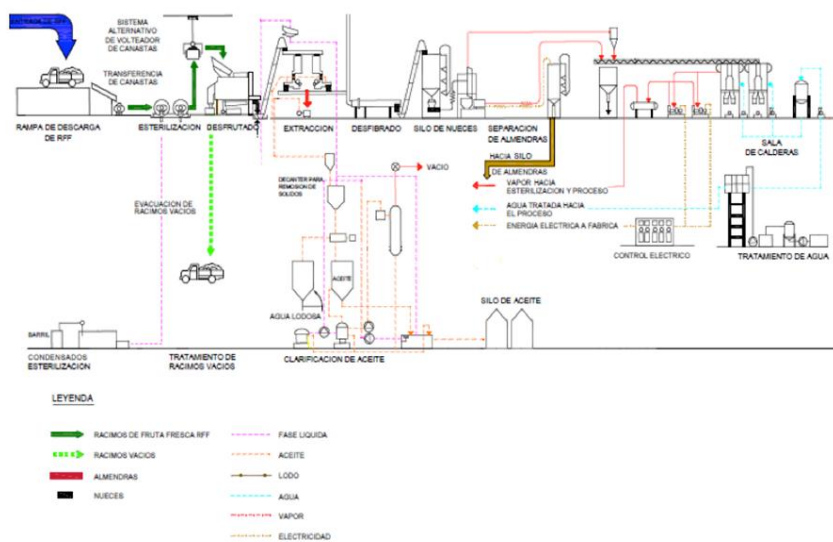 ENTRADA DE RFF
SISTEMA
ALTERNATIVO
DE VOLTEADOR
DE CANASTAS
TRANSFERENCIA
DE CANASTAS
RAMPA DE DESCARGA
DE RFF
ESTERILIZACION
DESFRUTADO
EXTRACCION
DESFIBRADO
SILO DE NUECES
SEPARACION
DE ALMENDRAS
HACIA SILO
DE ALMENDRAS
SALA
DE CALDERAS
VACIO
DECANTER PARA
REMOSION DE
SOLIDOS
VAPOR HACIA
ESTERILIZACION Y PROCESO
AGUA TRATADA HACIA
EL PROCESO
ENERGIA ELECTRICA A FABRICA
EVACUACION DE
RACIMOS VACIOS
CONTROL ELECTRICO
TRATAMIENTO DE AGUA
ACEITE
AGUA LODOSA
SILO DE ACEITE
BARRIL
CONDENSADOS
ESTERILIZACION
TRATAMIENTO DE
RACIMOS VACIOS
CLARIFICACION DE ACEITE
LEYENDA
RACIMOS DE FRUTA FRESCA RFF
RACIMOS VACIOS
ALMENDRAS
NUECES
FASE LIQUIDA
ACEITE
LODO
AGUA
VAPOR
ELECTRICIDAD